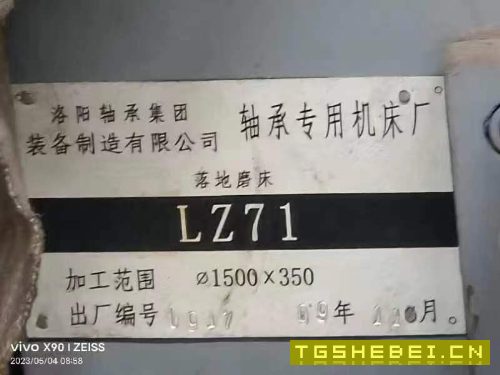 洛阳轴承集团
装备制造有限公司 轴承专用机床厂
落地磨床
LZ71
加工范围 ø1500×350
出厂编号 年 月
vivo X90 | ZEISS
2023/05/04 08:58
TGSHEBEI.CN